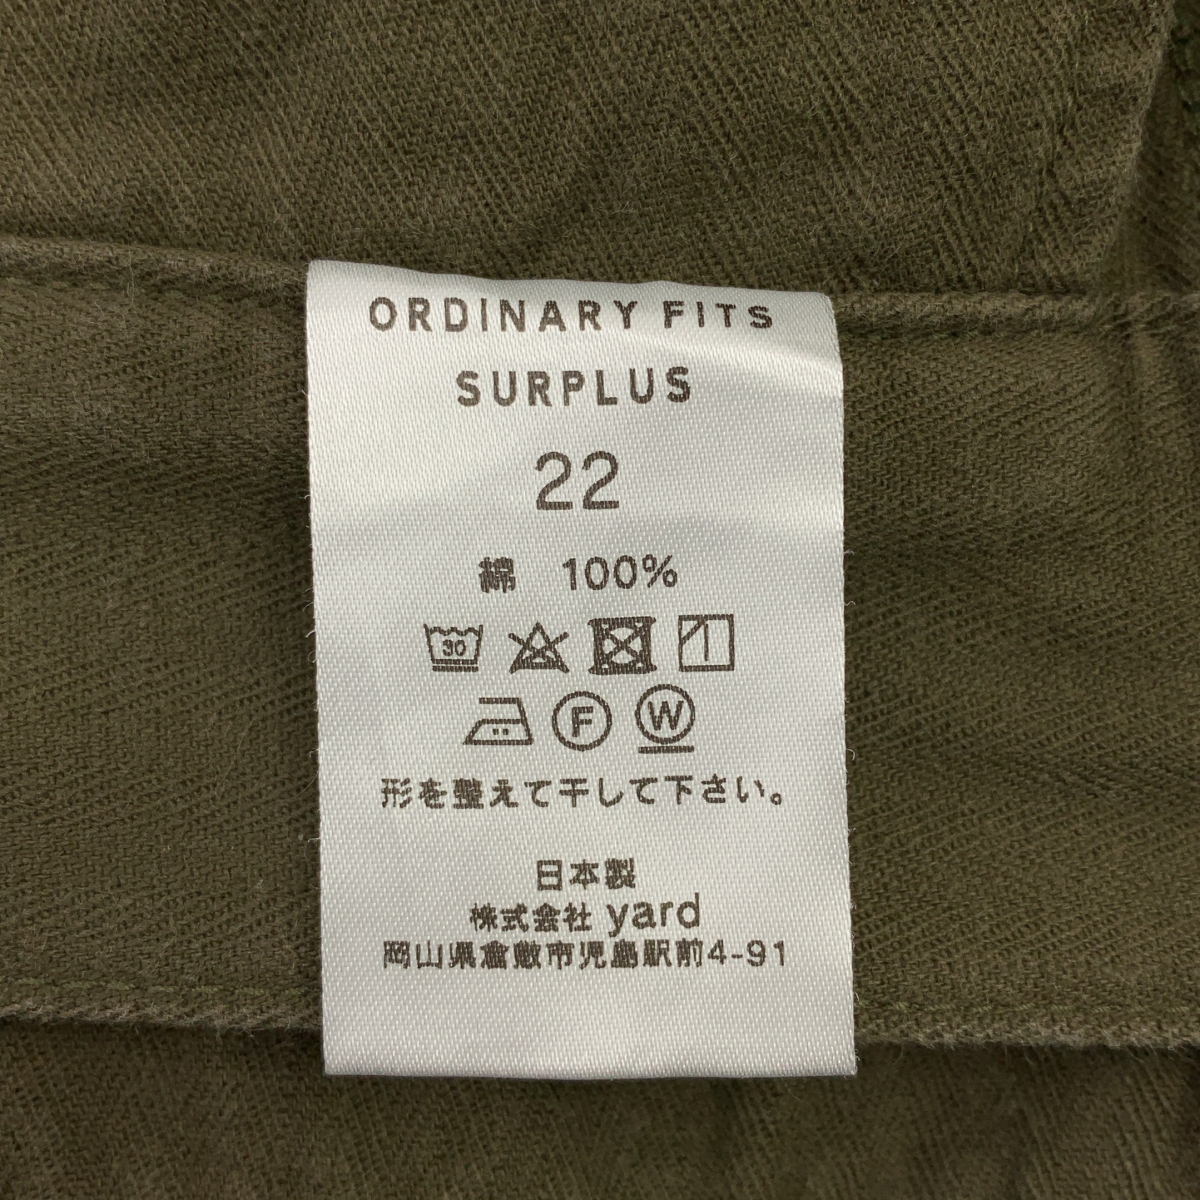 ORDINARY FITS
SURPLUS
22
綿 100%
30
F W
形を整えて干して下さい。
日本製
株式会社 yard
岡山県倉敷市児島駅前4-91